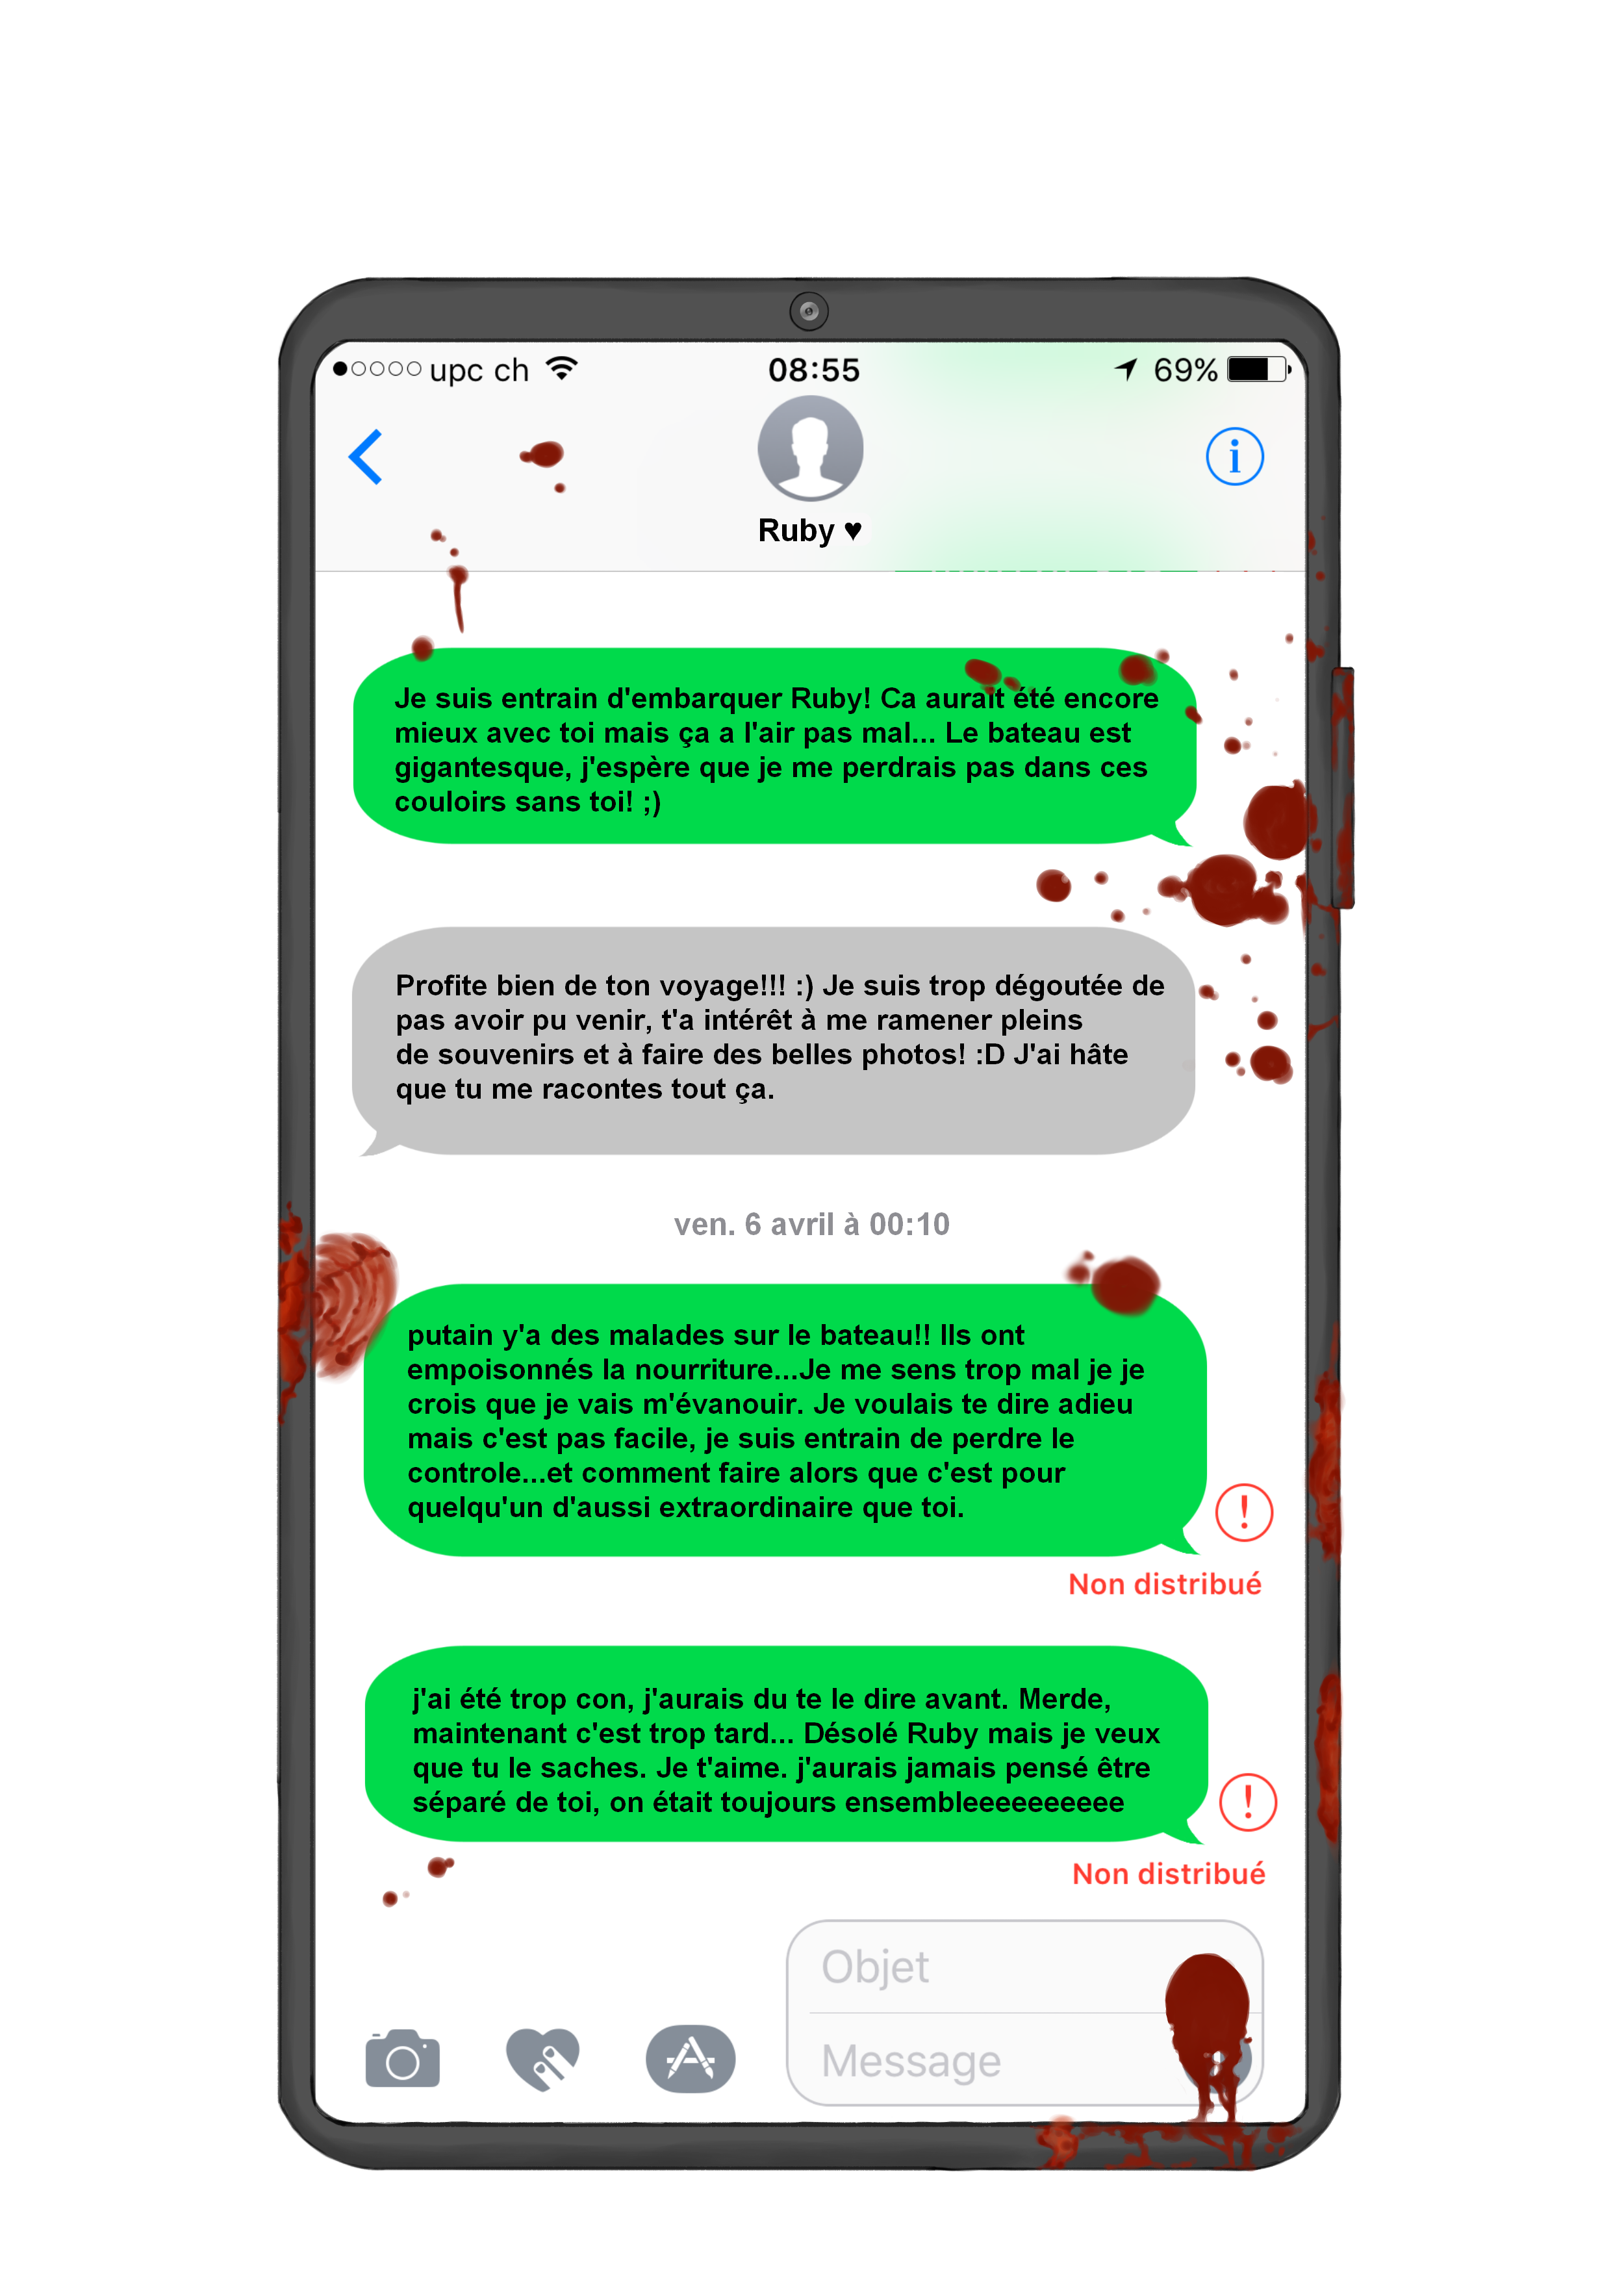 upc ch 08:55 69%
Ruby ♥
Je suis entrain d'embarquer Ruby! Ca aurait été encore
mieux avec toi mais ça a l'air pas mal... Le bateau est
gigantesque, j'espère que je me perdrais pas dans ces
couloirs sans toi! ;)
Profite bien de ton voyage!!! :) Je suis trop dégoutée de
pas avoir pu venir, t'a intérêt à me ramener pleins
de souvenirs et à faire des belles photos! :D J'ai hâte
que tu me racontes tout ça.
ven. 6 avril à 00:10
putain y'a des malades sur le bateau!! Ils ont
empoisonnés la nourriture...Je me sens trop mal je je
crois que je vais m'évanouir. Je voulais te dire adieu
mais c'est pas facile, je suis entrain de perdre le
controle...et comment faire alors que c'est pour
quelqu'un d'aussi extraordinaire que toi.
Non distribué
j'ai été trop con, j'aurais du te le dire avant. Merde,
maintenant c'est trop tard... Désolé Ruby mais je veux
que tu le saches. Je t'aime. j'aurais jamais pensé être
séparé de toi, on était toujours ensembleeeeeeeeeee
Non distribué
Objet
Message